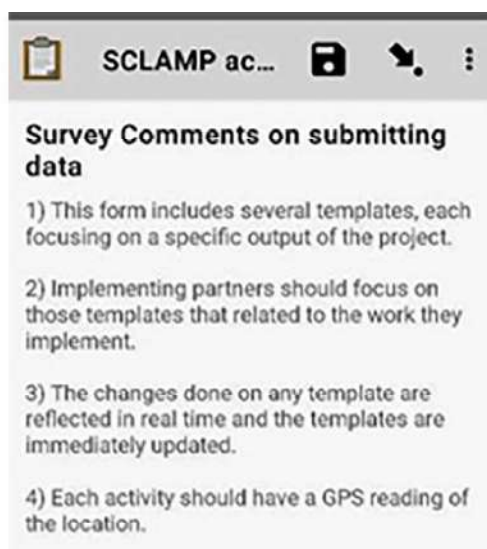 SCLAMP ac...
Survey Comments on submitting
data
1) This form includes several templates, each
focusing on a specific output of the project.
2) Implementing partners should focus on
those templates that related to the work they
implement.
3) The changes done on any template are
reflected in real time and the templates are
immediately updated.
4) Each activity should have a GPS reading of
the location.